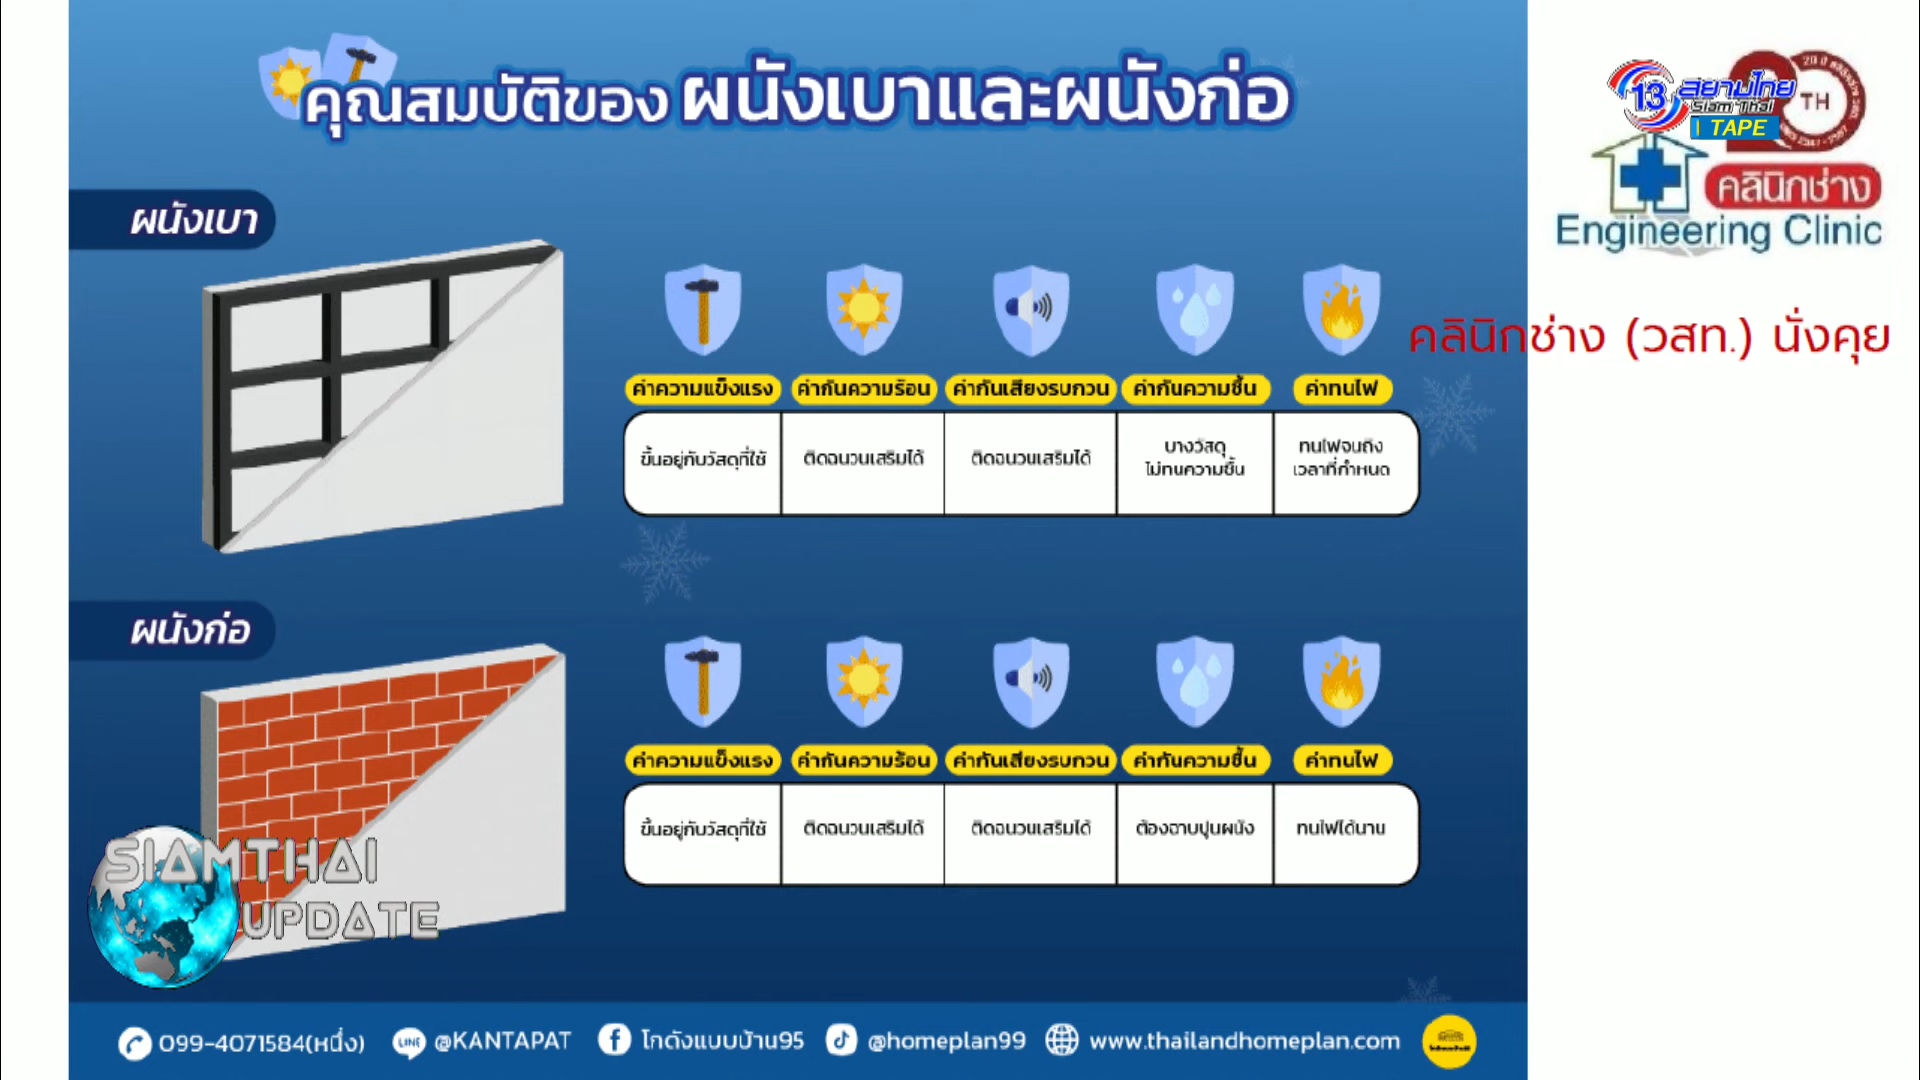 คุณสมบัติของ ผนังเบาและผนังก่อ
13 สยามไทย
Siam Thai
TAPE
TH
คลินิกช่าง
Engineering Clinic
คลินิกช่าง (วสท.) นั่งคุย
ผนังเบา
ค่าความแข็งแรง ค่ากันความร้อน ค่ากันเสียงรบกวน ค่ากันความชื้น ค่าทนไฟ
ขึ้นอยู่กับวัสดุที่ใช้ ติดฉนวนเสริมได้ ติดฉนวนเสริมได้ บางวัสดุ ทนไฟจนถึง
ไม่ทนความชื้น เวลาที่กำหนด
ผนังก่อ
ค่าความแข็งแรง ค่ากันความร้อน ค่ากันเสียงรบกวน ค่ากันความชื้น ค่าทนไฟ
ขึ้นอยู่กับวัสดุที่ใช้ ติดฉนวนเสริมได้ ติดฉนวนเสริมได้ ต้องฉาบปูนผนัง ทนไฟได้นาน
SIAMTHAI
UPDATE
099-4071584(หนึ่ง) LINE @KANTAPAT โกดังแบบบ้าน95 @homeplan99 www.thailandhomeplan.com